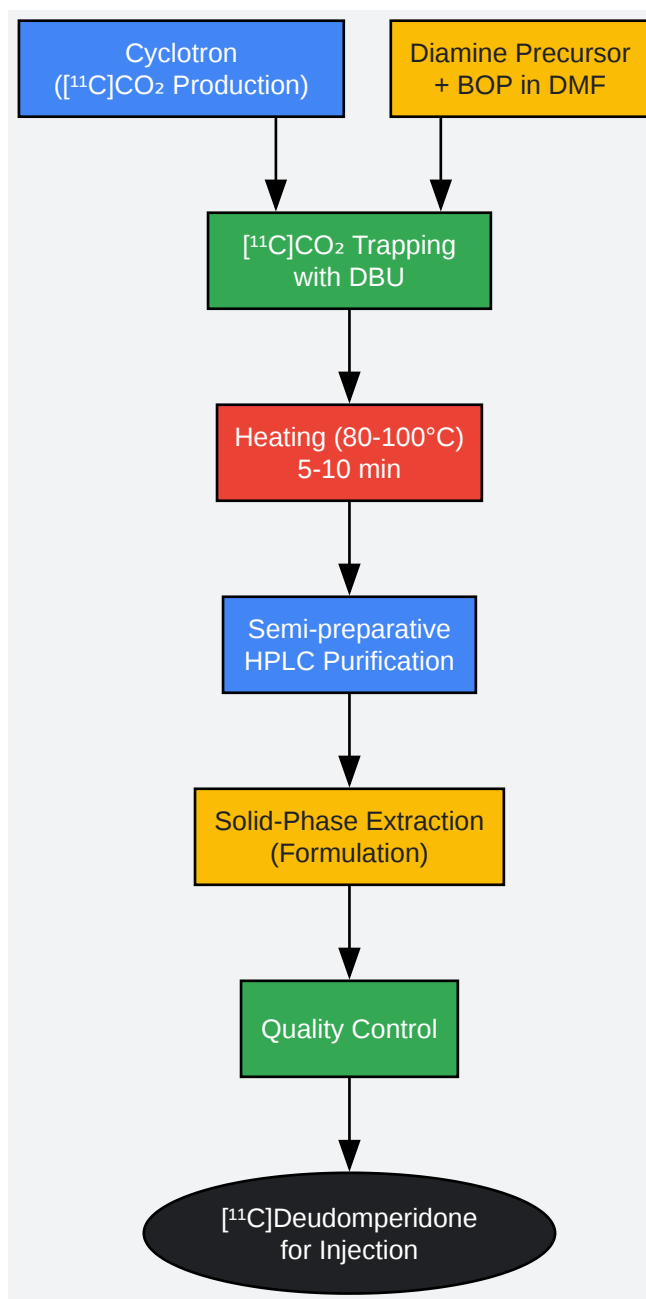 Cyclotron
([¹¹C]CO₂ Production)
Diamine Precursor
+ BOP in DMF
[¹¹C]CO₂ Trapping
with DBU
Heating (80-100°C)
5-10 min
Semi-preparative
HPLC Purification
Solid-Phase Extraction
(Formulation)
Quality Control
[¹¹C]Deudomperidone
for Injection